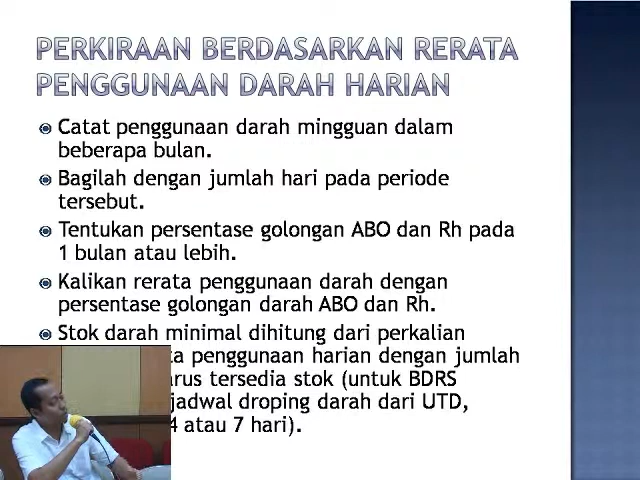 PERKIRAAN BERDASARKAN RERATA
PENGGUNAAN DARAH HARIAN
Catat penggunaan darah mingguan dalam
beberapa bulan.
Bagilah dengan jumlah hari pada periode
tersebut.
Tentukan persentase golongan ABO dan Rh pada
1 bulan atau lebih.
Kalikan rerata penggunaan darah dengan
persentase golongan darah ABO dan Rh.
Stok darah minimal dihitung dari perkalian
penggunaan harian dengan jumlah
tersedia stok (untuk BDRS
jadwal droping darah dari UTD,
4 atau 7 hari).